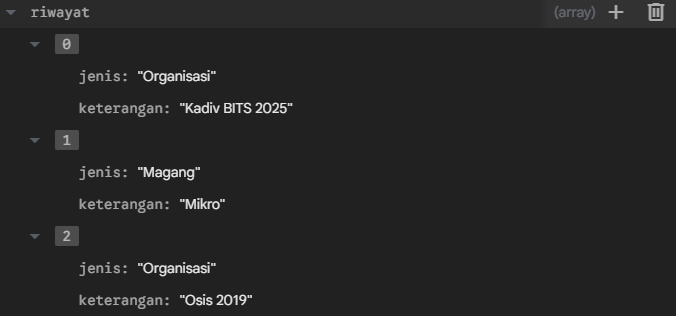 riwayat (array)
0
jenis: "Organisasi"
keterangan: "Kadiv BITS 2025"
1
jenis: "Magang"
keterangan: "Mikro"
2
jenis: "Organisasi"
keterangan: "Osis 2019"